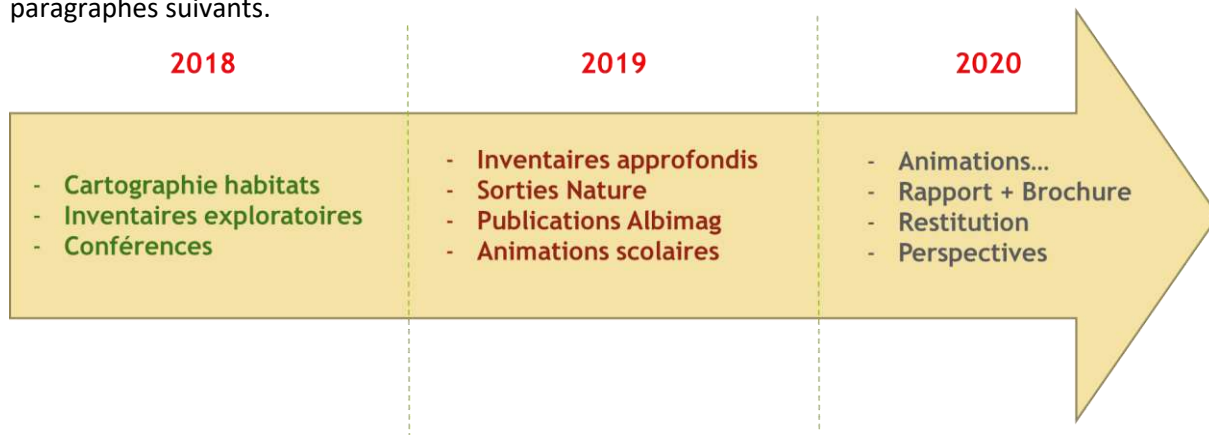 paragraphes suivants.
2018
2019
2020
- Cartographie habitats
- Inventaires exploratoires
- Conférences
- Inventaires approfondis
- Sorties Nature
- Publications Albimag
- Animations scolaires
- Animations...
- Rapport + Brochure
- Restitution
- Perspectives